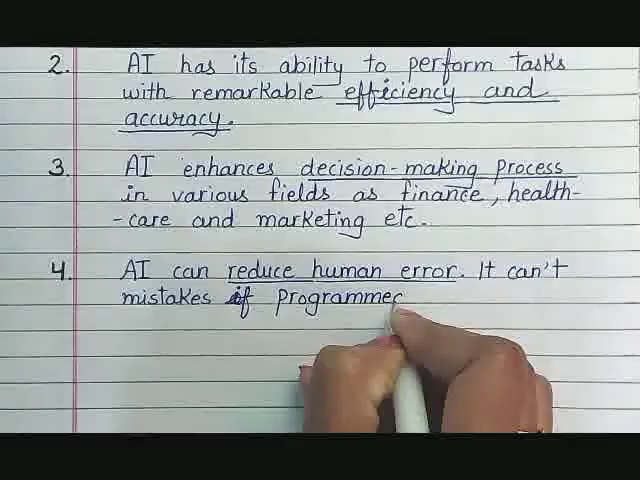 2. AI has its ability to perform tasks
with remarkable efficiency and
accuracy.
3. AI enhances decision-making process
in various fields as finance, health-
-care and marketing etc.
4. AI can reduce human error. It can't
mistakes if programmec